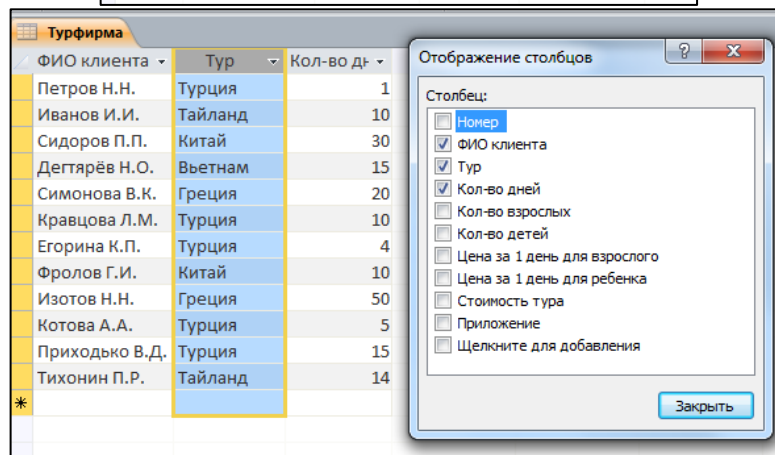 Турфирма
ФИО клиента Тур Кол-во дн
Петров Н.Н. Турция 1
Иванов И.И. Тайланд 10
Сидоров П.П. Китай 30
Дегтярёв Н.О. Вьетнам 15
Симонова В.К. Греция 20
Кравцова Л.М. Турция 10
Егорина К.П. Турция 4
Фролов Г.И. Китай 10
Изотов Н.Н. Греция 50
Котова А.А. Турция 5
Приходько В.Д. Турция 15
Тихонин П.Р. Тайланд 14
Отображение столбцов
Столбец:
Номер
ФИО клиента
Тур
Кол-во дней
Кол-во взрослых
Кол-во детей
Цена за 1 день для взрослого
Цена за 1 день для ребенка
Стоимость тура
Приложение
Щелкните для добавления
Закрыть